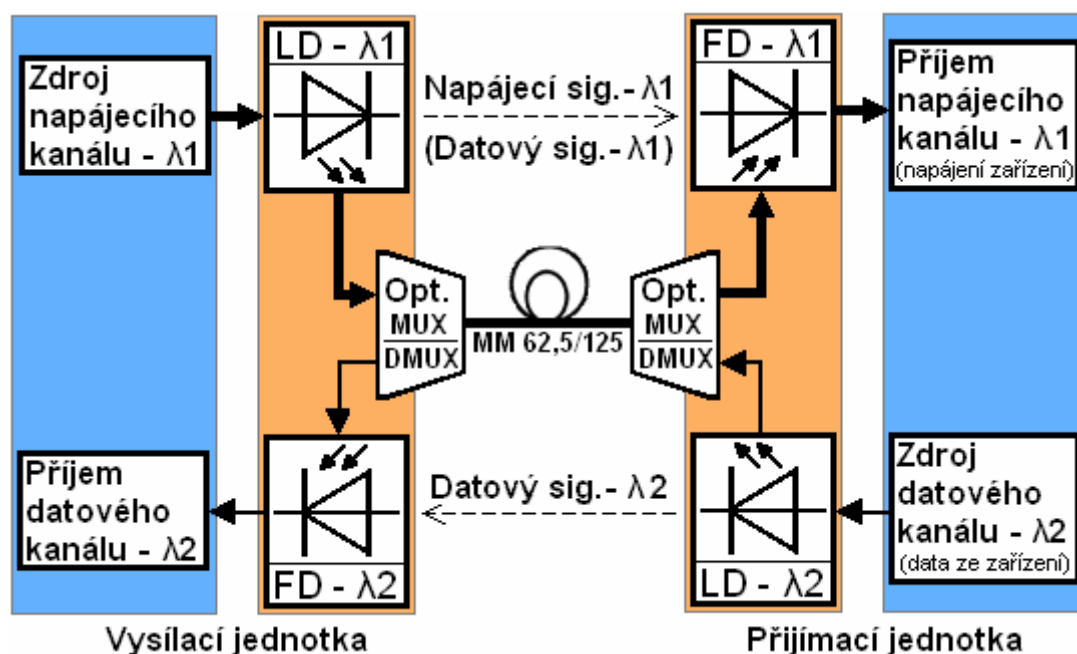 Zdroj
napájecího
kanálu - λ1
LD - λ1
Napájecí sig.- λ1
(Datový sig.- λ1)
FD - λ1
Příjem
napájecího
kanálu - λ1
(napájení zařízení)
Opt.
MUX
DMUX
MM 62,5/125
Opt.
MUX
DMUX
Příjem
datového
kanálu - λ2
FD - λ2
Datový sig.- λ2
LD - λ2
Zdroj
datového
kanálu - λ2
(data ze zařízení)
Vysílací jednotka
Přijímací jednotka